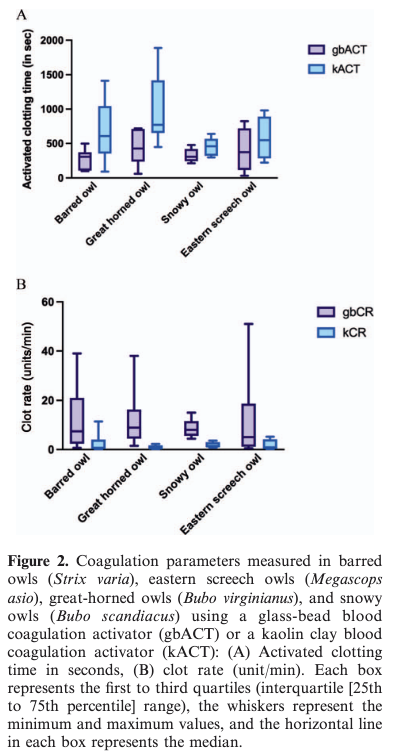 A
Activated clotting time (in sec)
2000
1500
1000
500
0
gbACT
kACT
Barred owl
Great horned owl
Snowy owl
Eastern screech owl
B
Clot rate (units/min)
60
40
20
0
gbCR
kCR
Barred owl
Great horned owl
Snowy owl
Eastern screech owl
Figure 2. Coagulation parameters measured in barred
owls (Strix varia), eastern screech owls (Megascops
asio), great-horned owls (Bubo virginianus), and snowy
owls (Bubo scandiacus) using a glass-bead blood
coagulation activator (gbACT) or a kaolin clay blood
coagulation activator (kACT): (A) Activated clotting
time in seconds, (B) clot rate (unit/min). Each box
represents the first to third quartiles (interquartile [25th
to 75th percentile] range), the whiskers represent the
minimum and maximum values, and the horizontal line
in each box represents the median.